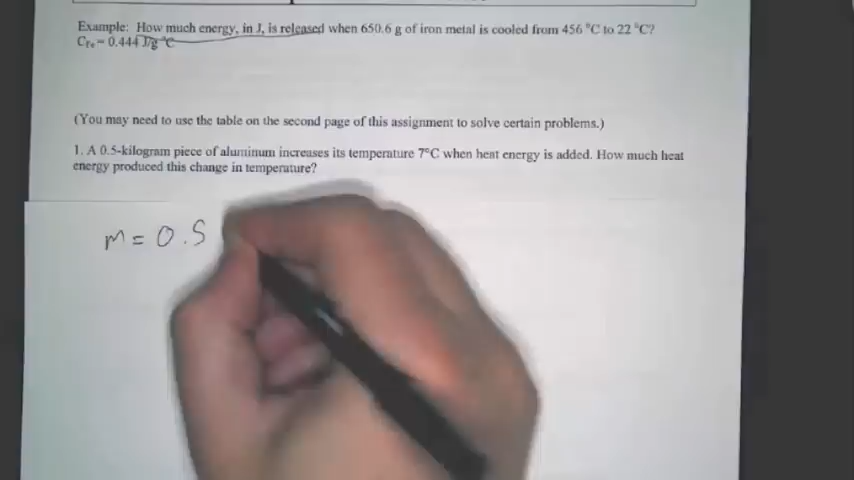 Example: How much energy, in J, is released when 650.6 g of iron metal is cooled from 456 °C to 22 °C?
C_Fe = 0.444 J/g °C
(You may need to use the table on the second page of this assignment to solve certain problems.)
1. A 0.5-kilogram piece of aluminum increases its temperature 7°C when heat energy is added. How much heat
energy produced this change in temperature?
m = 0.5